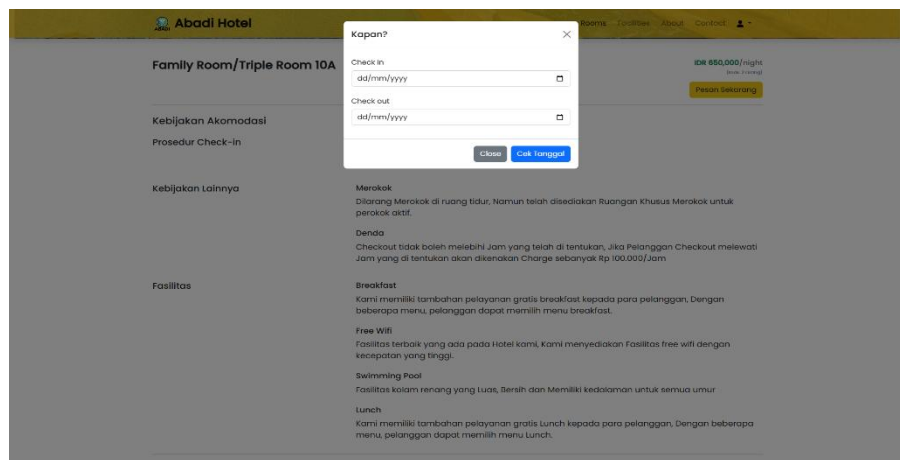 Abadi Hotel
Rooms Facilities About Contact
Kapan?
Check in
dd/mm/yyyy
Check out
dd/mm/yyyy
Close Cek Tanggal
Family Room/Triple Room 10A
IDR 650,000/night
Pesan Sekarang
Kebijakan Akomodasi
Prosedur Check-in
Kebijakan Lainnya
Merokok
Dilarang Merokok di ruang tidur, Namun telah disediakan Ruangan Khusus Merokok untuk
perokok aktif.
Denda
Checkout tidak boleh melebihi Jam yang telah di tentukan, Jika Pelanggan Checkout melewati
Jam yang di tentukan akan dikenakan Charge sebanyak Rp 100.000/Jam
Fasilitas
Breakfast
Kami memiliki tambahan pelayanan gratis breakfast kepada para pelanggan, Dengan
beberapa menu, pelanggan dapat memilih menu breakfast.
Free Wifi
Fasilitas terbaik yang ada pada Hotel kami, Kami menyediakan Fasilitas free wifi dengan
kecepatan yang tinggi.
Swimming Pool
Fasilitas kolam renang yang Luas, Bersih dan Memiliki kedalaman untuk semua umur
Lunch
Kami memiliki tambahan pelayanan gratis Lunch kepada para pelanggan, Dengan beberapa
menu, pelanggan dapat memilih menu Lunch.